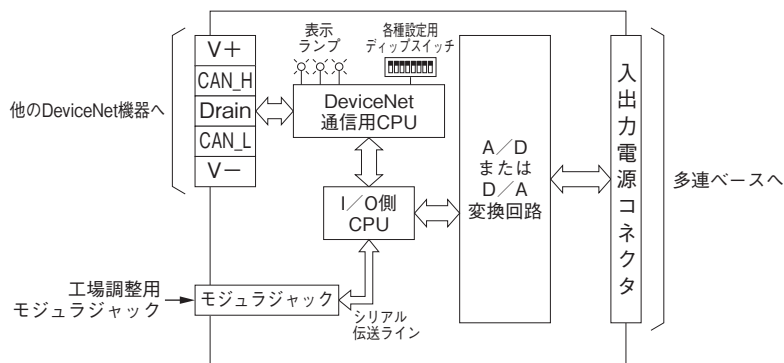 表示
ランプ
各種設定用
ディップスイッチ
V+
CAN_H
Drain
CAN_L
V−
他のDeviceNet機器へ
DeviceNet
通信用CPU
I/O側
CPU
A/D
または
D/A
変換回路
入出力電源コネクタ
多連ベースへ
工場調整用
モジュラジャック
モジュラジャック
シリアル
伝送ライン